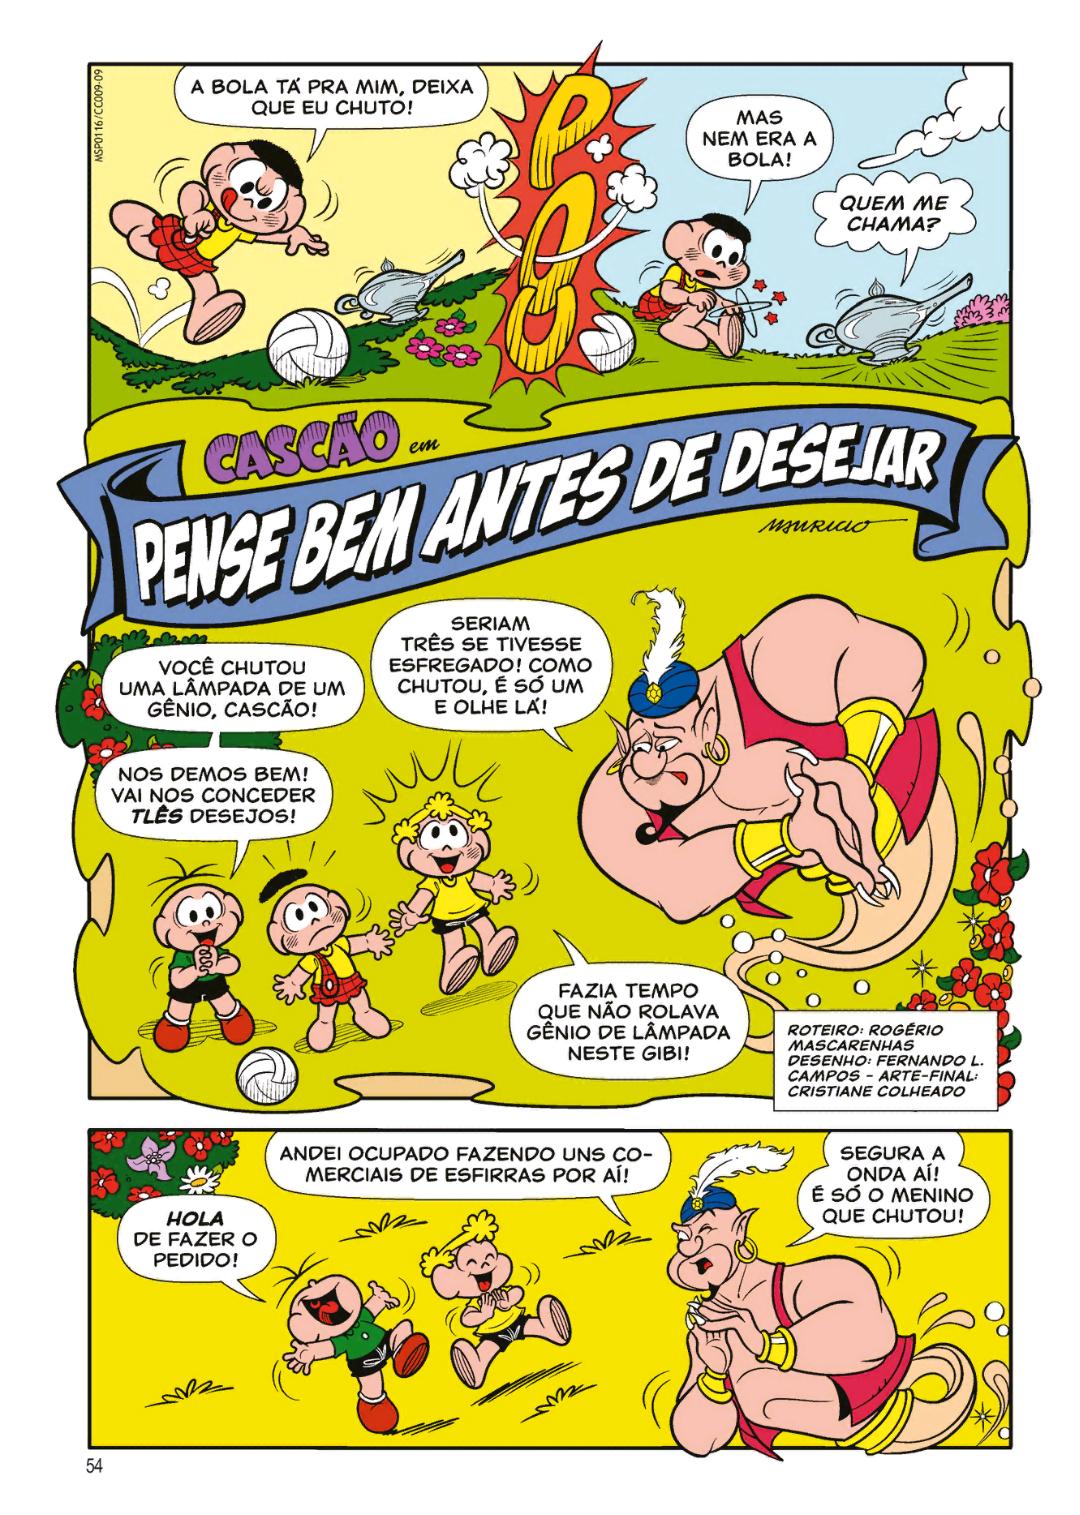 MSP0116/CC009-09
A BOLA TÁ PRA MIM, DEIXA
QUE EU CHUTO!
POU
MAS
NEM ERA A
BOLA!
QUEM ME
CHAMA?
CASCÃO em
PENSE BEM ANTES DE DESEJAR
MAURICIO
VOCÊ CHUTOU
UMA LÂMPADA DE UM
GÊNIO, CASCÃO!
NOS DEMOS BEM!
VAI NOS CONCEDER
TLÊS DESEJOS!
SERIAM
TRÊS SE TIVESSE
ESFREGADO! COMO
CHUTOU, É SÓ UM
E OLHE LÁ!
FAZIA TEMPO
QUE NÃO ROLAVA
GÊNIO DE LÂMPADA
NESTE GIBI!
ROTEIRO: ROGÉRIO
MASCARENHAS
DESENHO: FERNANDO L.
CAMPOS - ARTE-FINAL:
CRISTIANE COLHEADO
HOLA
DE FAZER O
PEDIDO!
ANDEI OCUPADO FAZENDO UNS CO-
MERCIAIS DE ESFIRRAS POR AÍ!
SEGURA A
ONDA AÍ!
É SÓ O MENINO
QUE CHUTOU!
54